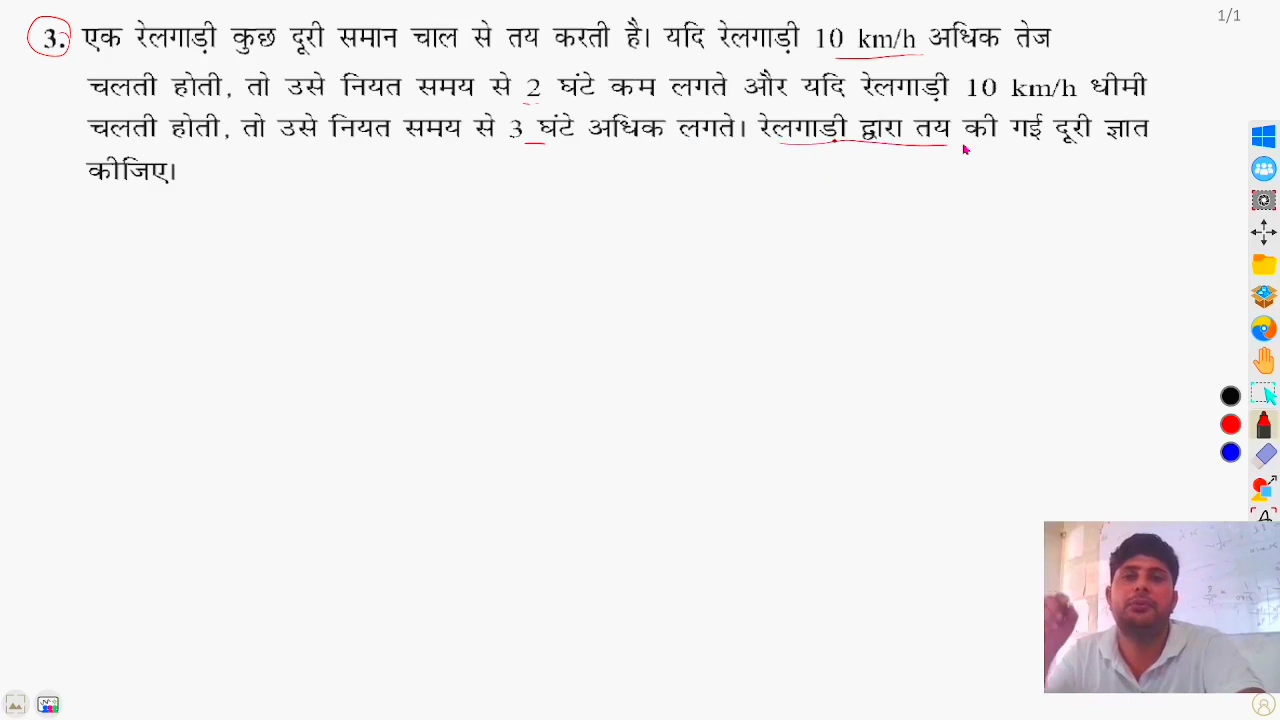 1/1
3. एक रेलगाड़ी कुछ दूरी समान चाल से तय करती है। यदि रेलगाड़ी 10 km/h अधिक तेज
चलती होती, तो उसे नियत समय से 2 घंटे कम लगते और यदि रेलगाड़ी 10 km/h धीमी
चलती होती, तो उसे नियत समय से 3 घंटे अधिक लगते। रेलगाड़ी द्वारा तय की गई दूरी ज्ञात
कीजिए।